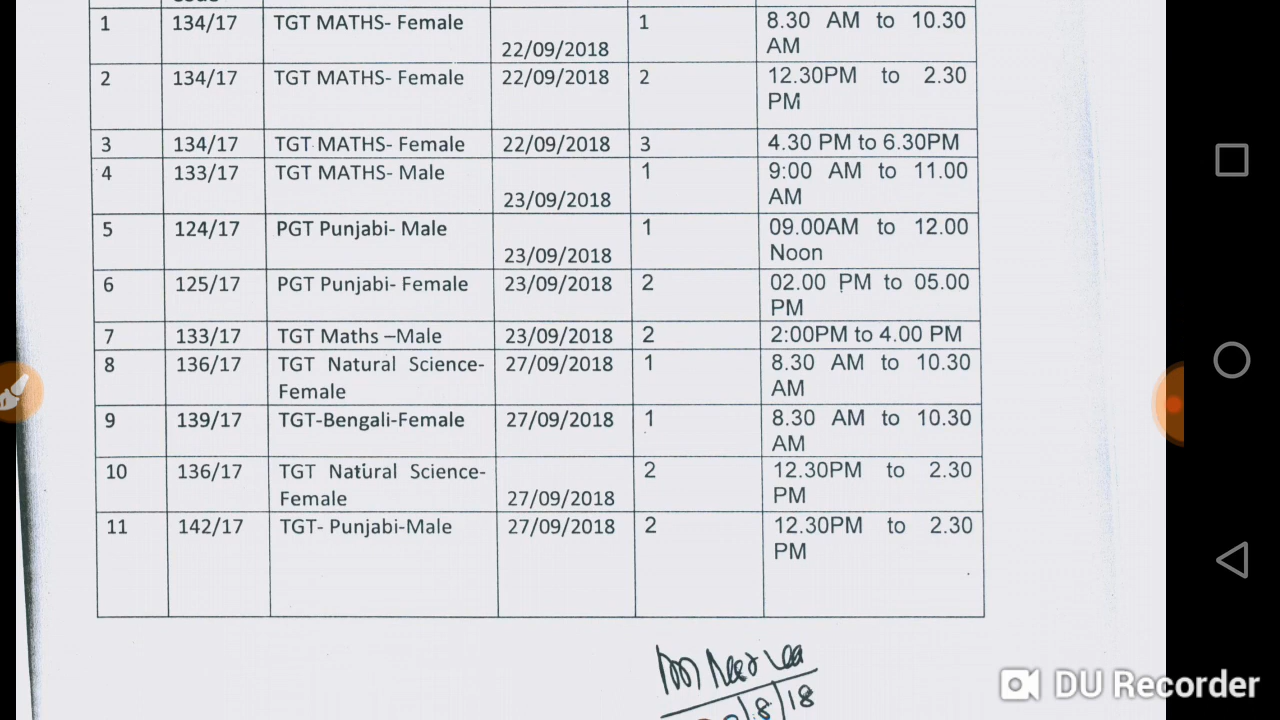 1 134/17 TGT MATHS- Female 22/09/2018 1 8.30 AM to 10.30 AM
2 134/17 TGT MATHS- Female 22/09/2018 2 12.30PM to 2.30 PM
3 134/17 TGT MATHS- Female 22/09/2018 3 4.30 PM to 6.30PM
4 133/17 TGT MATHS- Male 23/09/2018 1 9:00 AM to 11.00 AM
5 124/17 PGT Punjabi- Male 23/09/2018 1 09.00AM to 12.00 Noon
6 125/17 PGT Punjabi- Female 23/09/2018 2 02.00 PM to 05.00 PM
7 133/17 TGT Maths –Male 23/09/2018 2 2:00PM to 4.00 PM
8 136/17 TGT Natural Science- Female 27/09/2018 1 8.30 AM to 10.30 AM
9 139/17 TGT-Bengali-Female 27/09/2018 1 8.30 AM to 10.30 AM
10 136/17 TGT Natural Science- Female 27/09/2018 2 12.30PM to 2.30 PM
11 142/17 TGT- Punjabi-Male 27/09/2018 2 12.30PM to 2.30 PM
DU Recorder